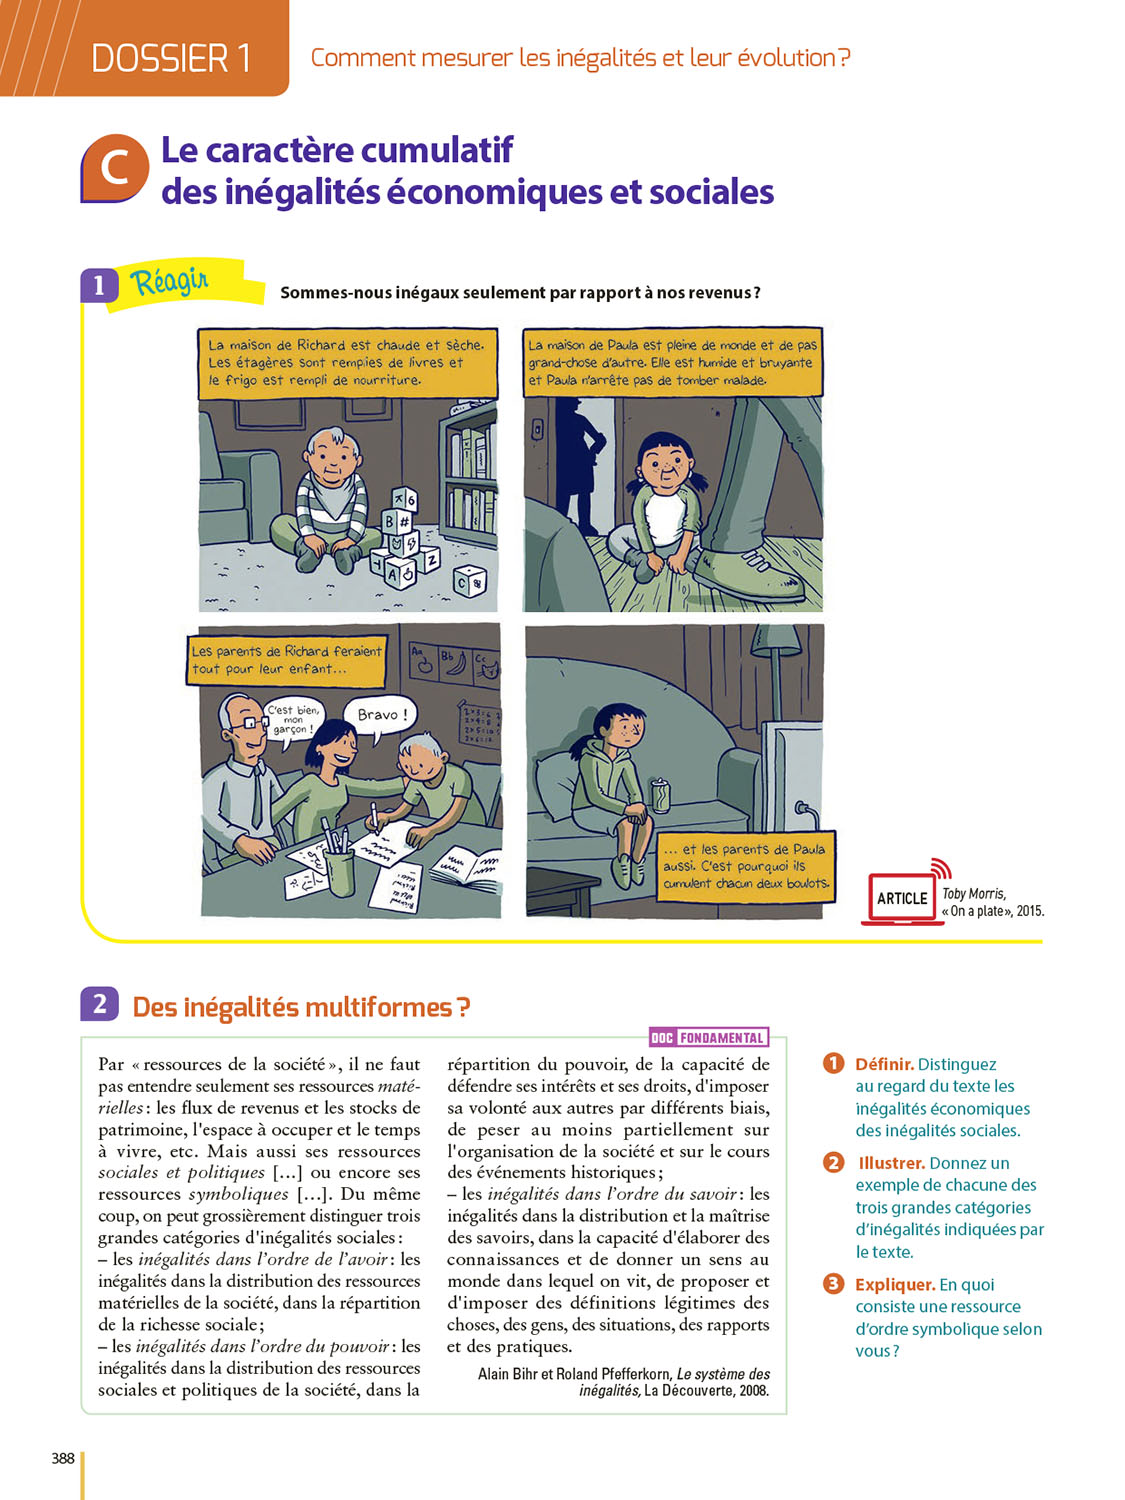 DOSSIER 1
Comment mesurer les inégalités et leur évolution ?
C
Le caractère cumulatif
des inégalités économiques et sociales
1 Réagir
Sommes-nous inégaux seulement par rapport à nos revenus ?
La maison de Richard est chaude et sèche.
Les étagères sont remplies de livres et
le frigo est rempli de nourriture.
La maison de Paula est pleine de monde et de pas
grand-chose d'autre. Elle est humide et bruyante
et Paula n'arrête pas de tomber malade.
π 6
B #
T A Z
C
Les parents de Richard feraient
tout pour leur enfant...
C'est bien,
mon
garçon !
Bravo !
Aa Bb Cc
2x3=6
2x4=8
2x5=10
2x6=12
... et les parents de Paula
aussi. C'est pourquoi ils
cumulent chacun deux boulots.
ARTICLE
Toby Morris,
« On a plate », 2015.
2 Des inégalités multiformes ?
DOC FONDAMENTAL
Par « ressources de la société », il ne faut
pas entendre seulement ses ressources maté-
rielles : les flux de revenus et les stocks de
patrimoine, l'espace à occuper et le temps
à vivre, etc. Mais aussi ses ressources
sociales et politiques [...] ou encore ses
ressources symboliques [...]. Du même
coup, on peut grossièrement distinguer trois
grandes catégories d'inégalités sociales :
– les inégalités dans l'ordre de l'avoir : les
inégalités dans la distribution des ressources
matérielles de la société, dans la répartition
de la richesse sociale ;
– les inégalités dans l'ordre du pouvoir : les
inégalités dans la distribution des ressources
sociales et politiques de la société, dans la
répartition du pouvoir, de la capacité de
défendre ses intérêts et ses droits, d'imposer
sa volonté aux autres par différents biais,
de peser au moins partiellement sur
l'organisation de la société et sur le cours
des événements historiques ;
– les inégalités dans l'ordre du savoir : les
inégalités dans la distribution et la maîtrise
des savoirs, dans la capacité d'élaborer des
connaissances et de donner un sens au
monde dans lequel on vit, de proposer et
d'imposer des définitions légitimes des
choses, des gens, des situations, des rapports
et des pratiques.
Alain Bihr et Roland Pfefferkorn, Le système des
inégalités, La Découverte, 2008.
1 Définir. Distinguez
au regard du texte les
inégalités économiques
des inégalités sociales.
2 Illustrer. Donnez un
exemple de chacune des
trois grandes catégories
d'inégalités indiquées par
le texte.
3 Expliquer. En quoi
consiste une ressource
d'ordre symbolique selon
vous ?
388